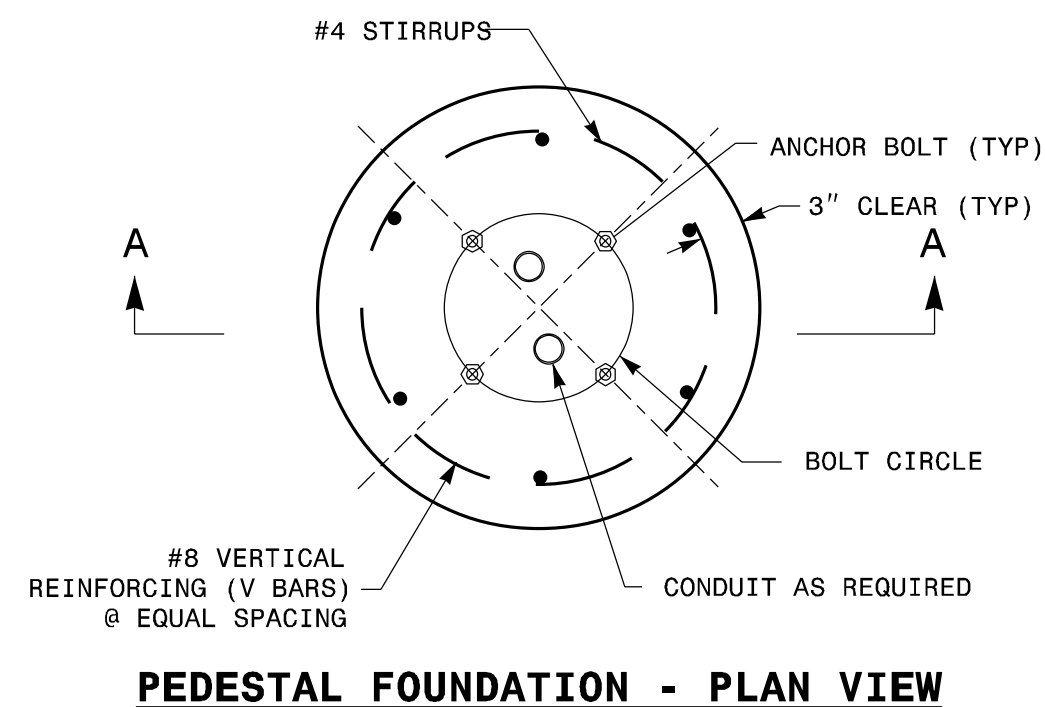 #4 STIRRUPS
ANCHOR BOLT (TYP)
3" CLEAR (TYP)
A
A
BOLT CIRCLE
#8 VERTICAL
REINFORCING (V BARS)
@ EQUAL SPACING
CONDUIT AS REQUIRED
PEDESTAL FOUNDATION - PLAN VIEW